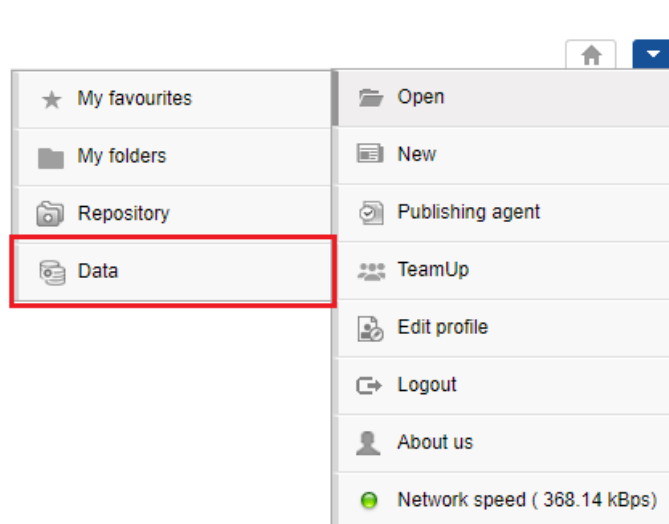 My favourites
My folders
Repository
Data
Open
New
Publishing agent
TeamUp
Edit profile
Logout
About us
Network speed ( 368.14 kBps)